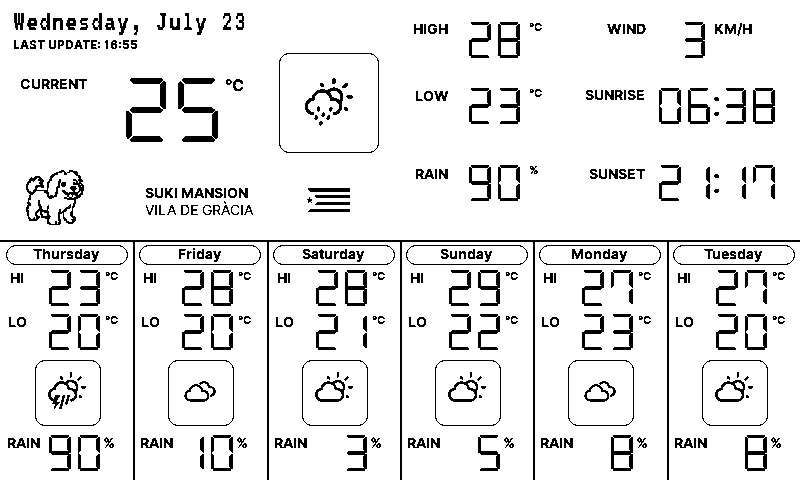 Wednesday, July 23
LAST UPDATE: 16:55
CURRENT 25 °C
SUKI MANSION
VILA DE GRÀCIA
HIGH 28 °C
LOW 23 °C
RAIN 90 %
WIND 3 KM/H
SUNRISE 06:38
SUNSET 21:17
Thursday
HI 23 °C
LO 20 °C
RAIN 90 %
Friday
HI 28 °C
LO 20 °C
RAIN 10 %
Saturday
HI 28 °C
LO 21 °C
RAIN 3 %
Sunday
HI 29 °C
LO 22 °C
RAIN 5 %
Monday
HI 27 °C
LO 23 °C
RAIN 8 %
Tuesday
HI 27 °C
LO 20 °C
RAIN 8 %